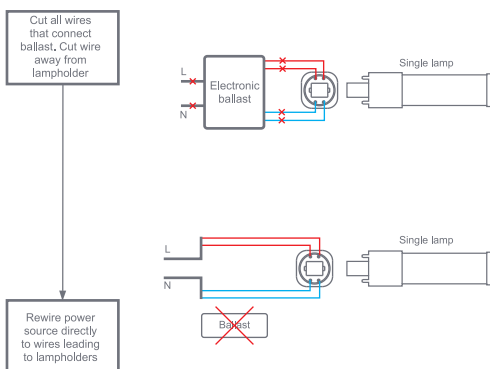 Cut all wires
that connect
ballast. Cut wire
away from
lampholder
L
N
Electronic
ballast
Single lamp
L
N
Single lamp
Ballast
Rewire power
source directly
to wires leading
to lampholders